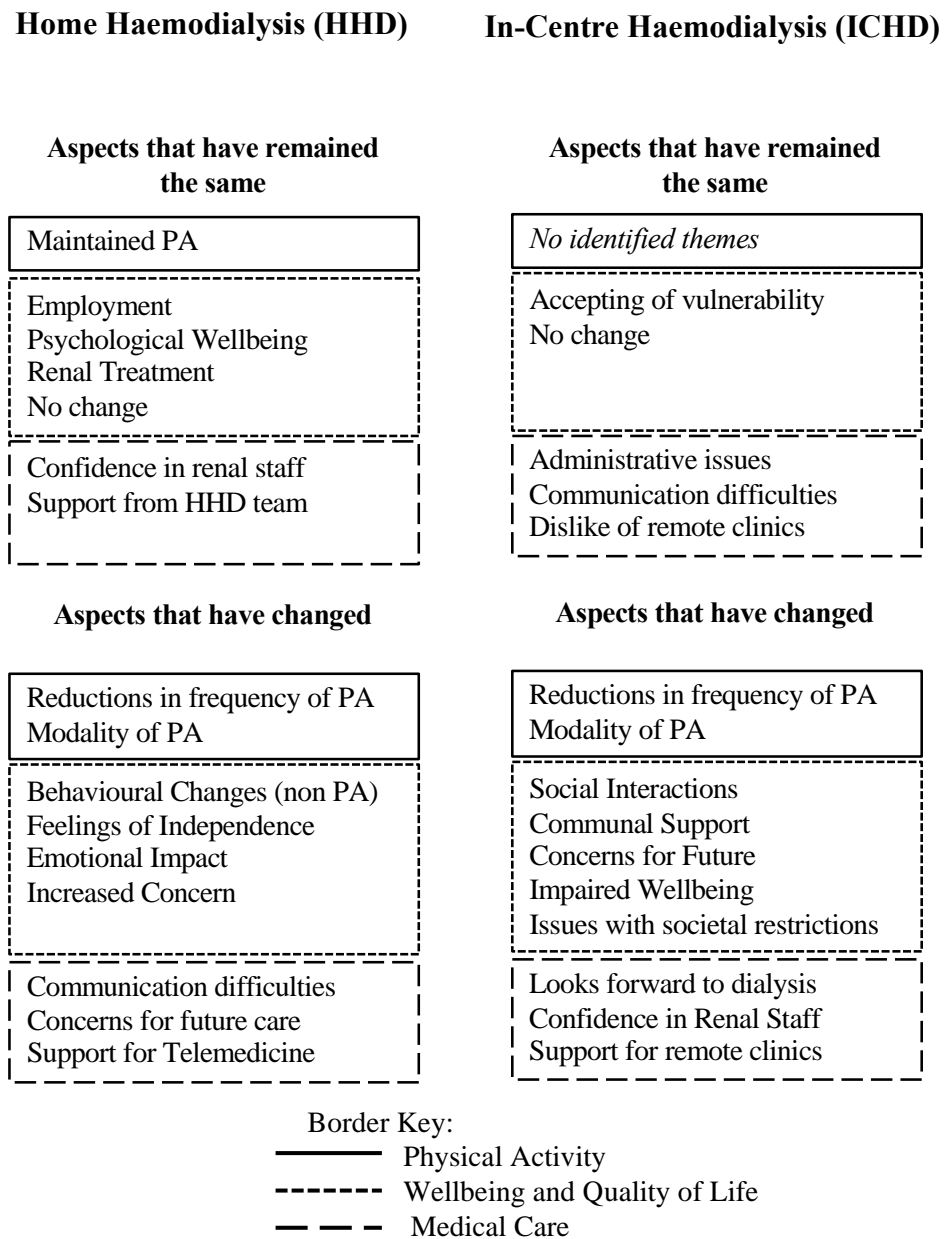 Home Haemodialysis (HHD)
Aspects that have remained
the same
Maintained PA
Employment
Psychological Wellbeing
Renal Treatment
No change
Confidence in renal staff
Support from HHD team
Aspects that have changed
Reductions in frequency of PA
Modality of PA
Behavioural Changes (non PA)
Feelings of Independence
Emotional Impact
Increased Concern
Communication difficulties
Concerns for future care
Support for Telemedicine
In-Centre Haemodialysis (ICHD)
Aspects that have remained
the same
No identified themes
Accepting of vulnerability
No change
Administrative issues
Communication difficulties
Dislike of remote clinics
Aspects that have changed
Reductions in frequency of PA
Modality of PA
Social Interactions
Communal Support
Concerns for Future
Impaired Wellbeing
Issues with societal restrictions
Looks forward to dialysis
Confidence in Renal Staff
Support for remote clinics
Border Key:
Physical Activity
Wellbeing and Quality of Life
Medical Care